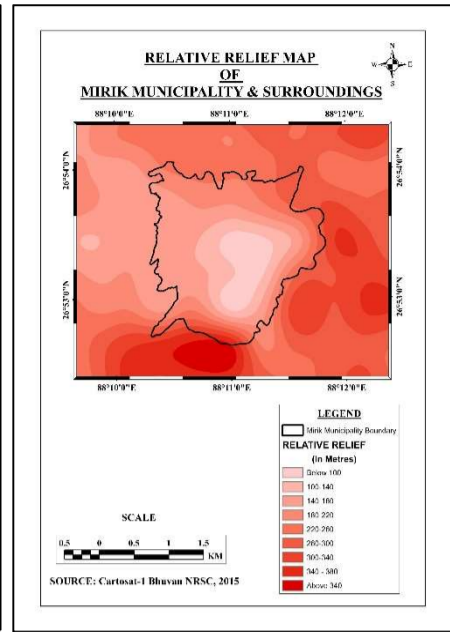 N
W E
S
RELATIVE RELIEF MAP
OF
MIRIK MUNICIPALITY & SURROUNDINGS
88°10'0"E 88°11'0"E 88°12'0"E
26°54'0"N 26°54'0"N
26°53'0"N 26°53'0"N
88°10'0"E 88°11'0"E 88°12'0"E
LEGEND
Mirik Municipality Boundary
RELATIVE RELIEF
(In Metres)
Below 100
100-140
140-180
180-220
220-260
260-300
300-340
340 - 380
Above 340
SCALE
0.5 0 0.5 1 1.5
KM
SOURCE: Cartosat-1 Bhuvan NRSC, 2015